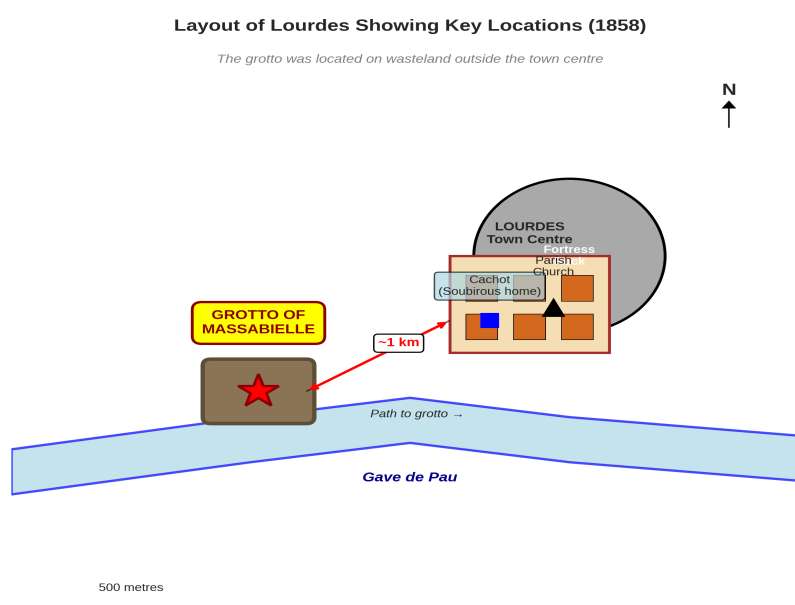 Layout of Lourdes Showing Key Locations (1858)
The grotto was located on wasteland outside the town centre
N
LOURDES
Town Centre
Fortress
Parish
Church
Cachot
(Soubirous home)
GROTTO OF
MASSABIELLE
~1 km
Path to grotto →
Gave de Pau
500 metres